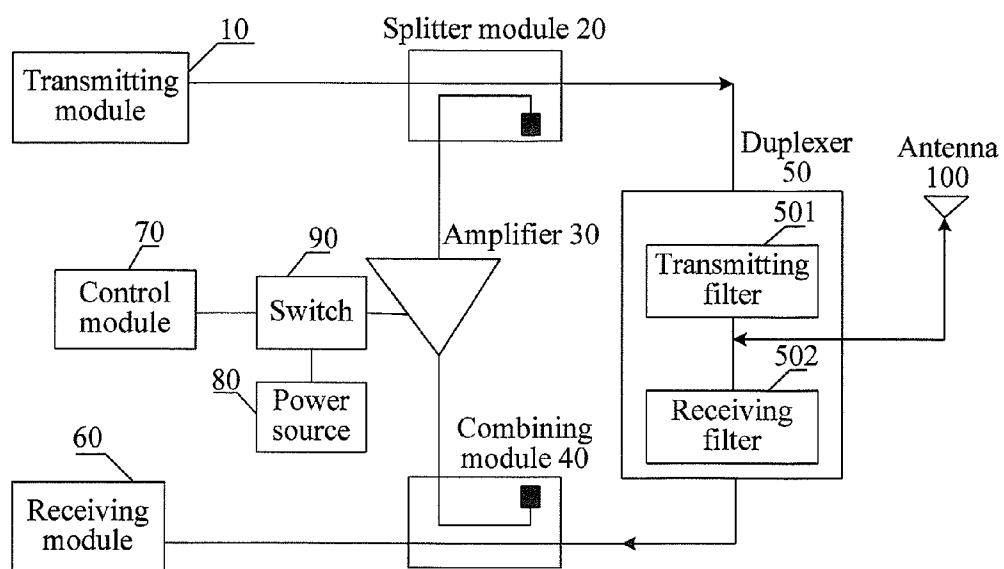 10
Splitter module 20
Transmitting
module
Duplexer
50
Antenna
100
501
Transmitting
filter
Amplifier 30
70
90
Control
module
Switch
502
Receiving
filter
80
Power
source
Combining
module 40
60
Receiving
module